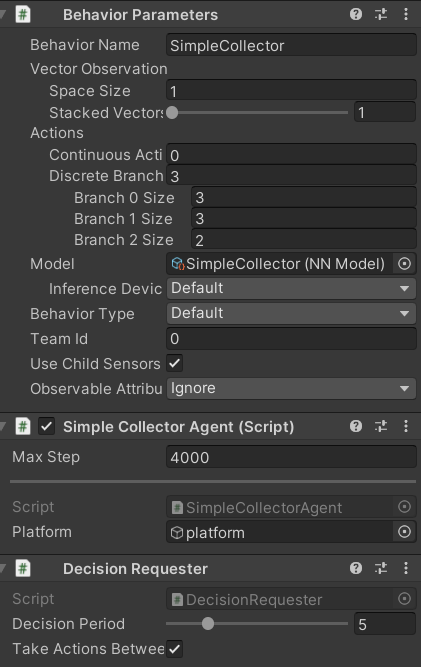 Behavior Parameters
Behavior Name SimpleCollector
Vector Observation
Space Size 1
Stacked Vectors 1
Actions
Continuous Acti 0
Discrete Branch 3
Branch 0 Size 3
Branch 1 Size 3
Branch 2 Size 2
Model SimpleCollector (NN Model)
Inference Devic Default
Behavior Type Default
Team Id 0
Use Child Sensors
Observable Attribu Ignore
Simple Collector Agent (Script)
Max Step 4000
Script SimpleCollectorAgent
Platform platform
Decision Requester
Script DecisionRequester
Decision Period 5
Take Actions Betwee